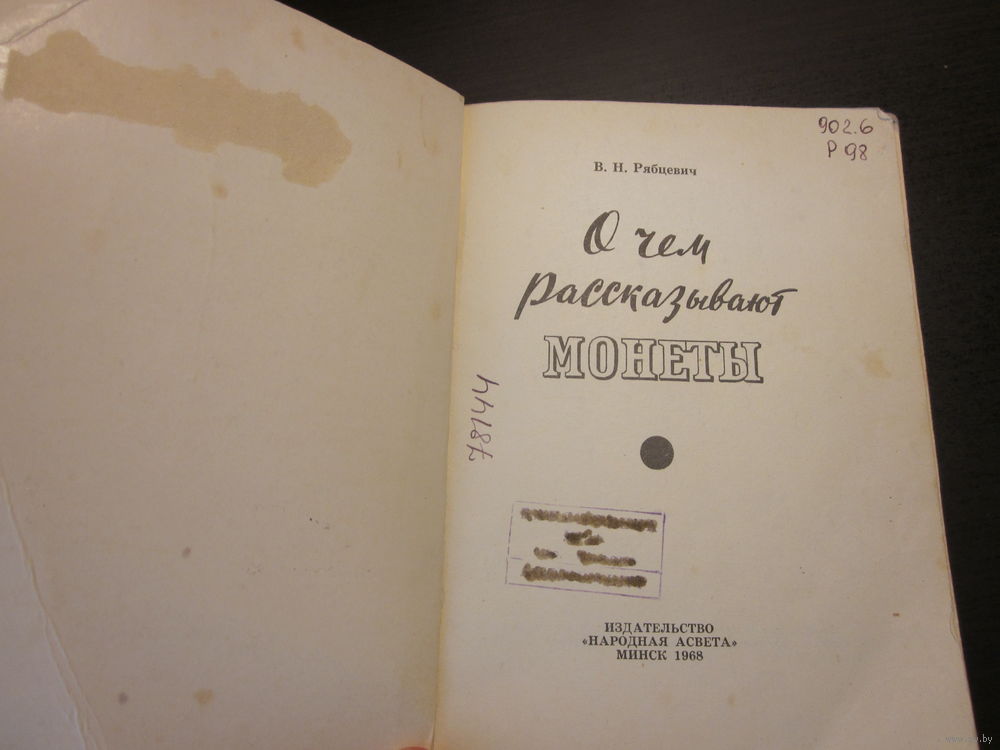 902.6
Р 98
В. Н. Рябцевич
О чем
рассказывают
МОНЕТЫ
78144
ИЗДАТЕЛЬСТВО
«НАРОДНАЯ АСВЕТА»
МИНСК 1968